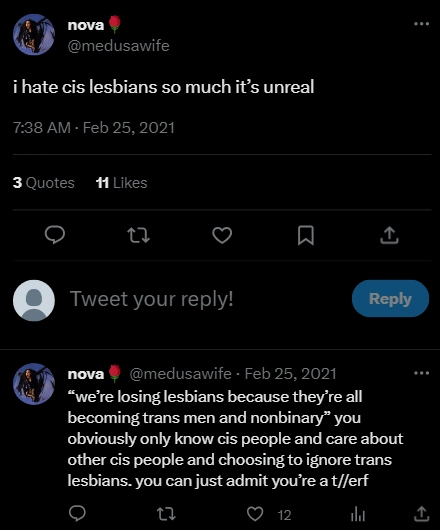 nova🌹
@medusawife
i hate cis lesbians so much it’s unreal
7:38 AM · Feb 25, 2021
3 Quotes 11 Likes
Tweet your reply!
Reply
nova🌹 @medusawife · Feb 25, 2021
“we’re losing lesbians because they’re all
becoming trans men and nonbinary” you
obviously only know cis people and care about
other cis people and choosing to ignore trans
lesbians. you can just admit you’re a t//erf
12